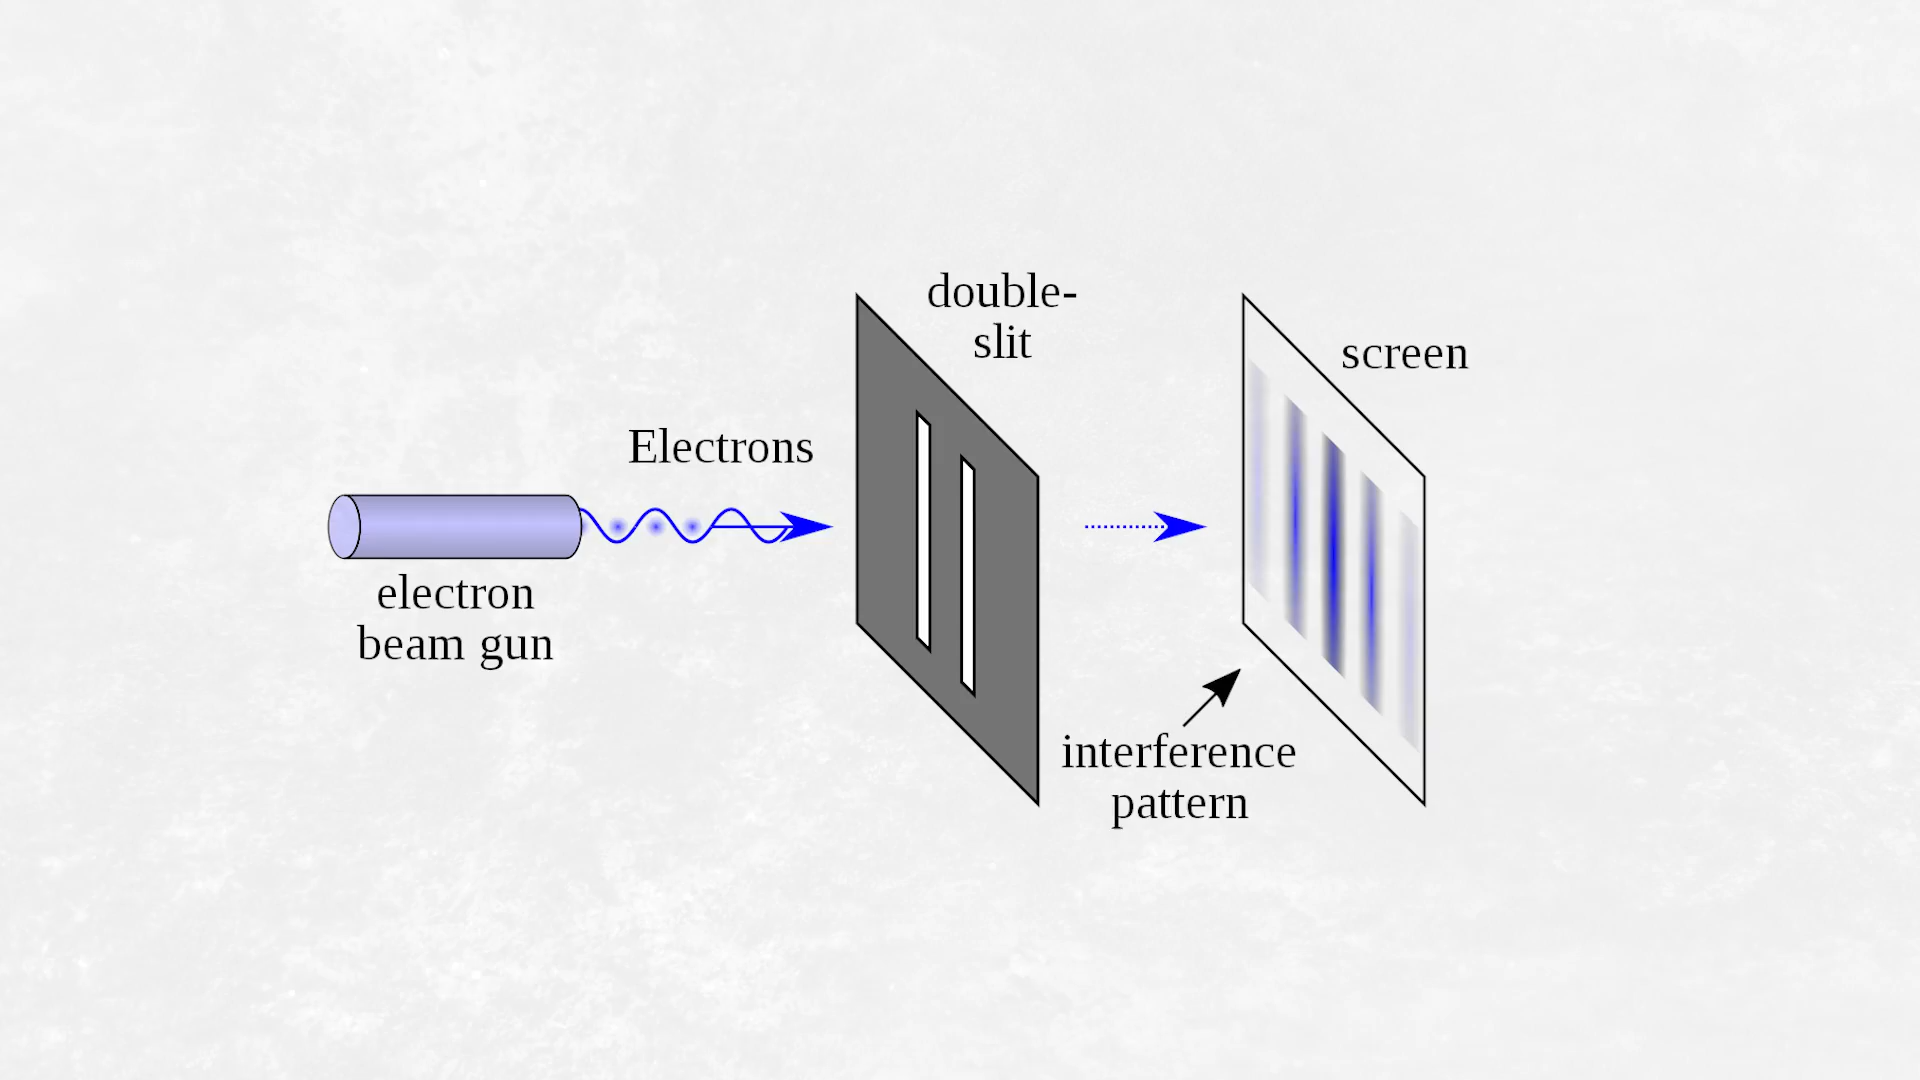 double-
slit
screen
Electrons
electron
beam gun
interference
pattern